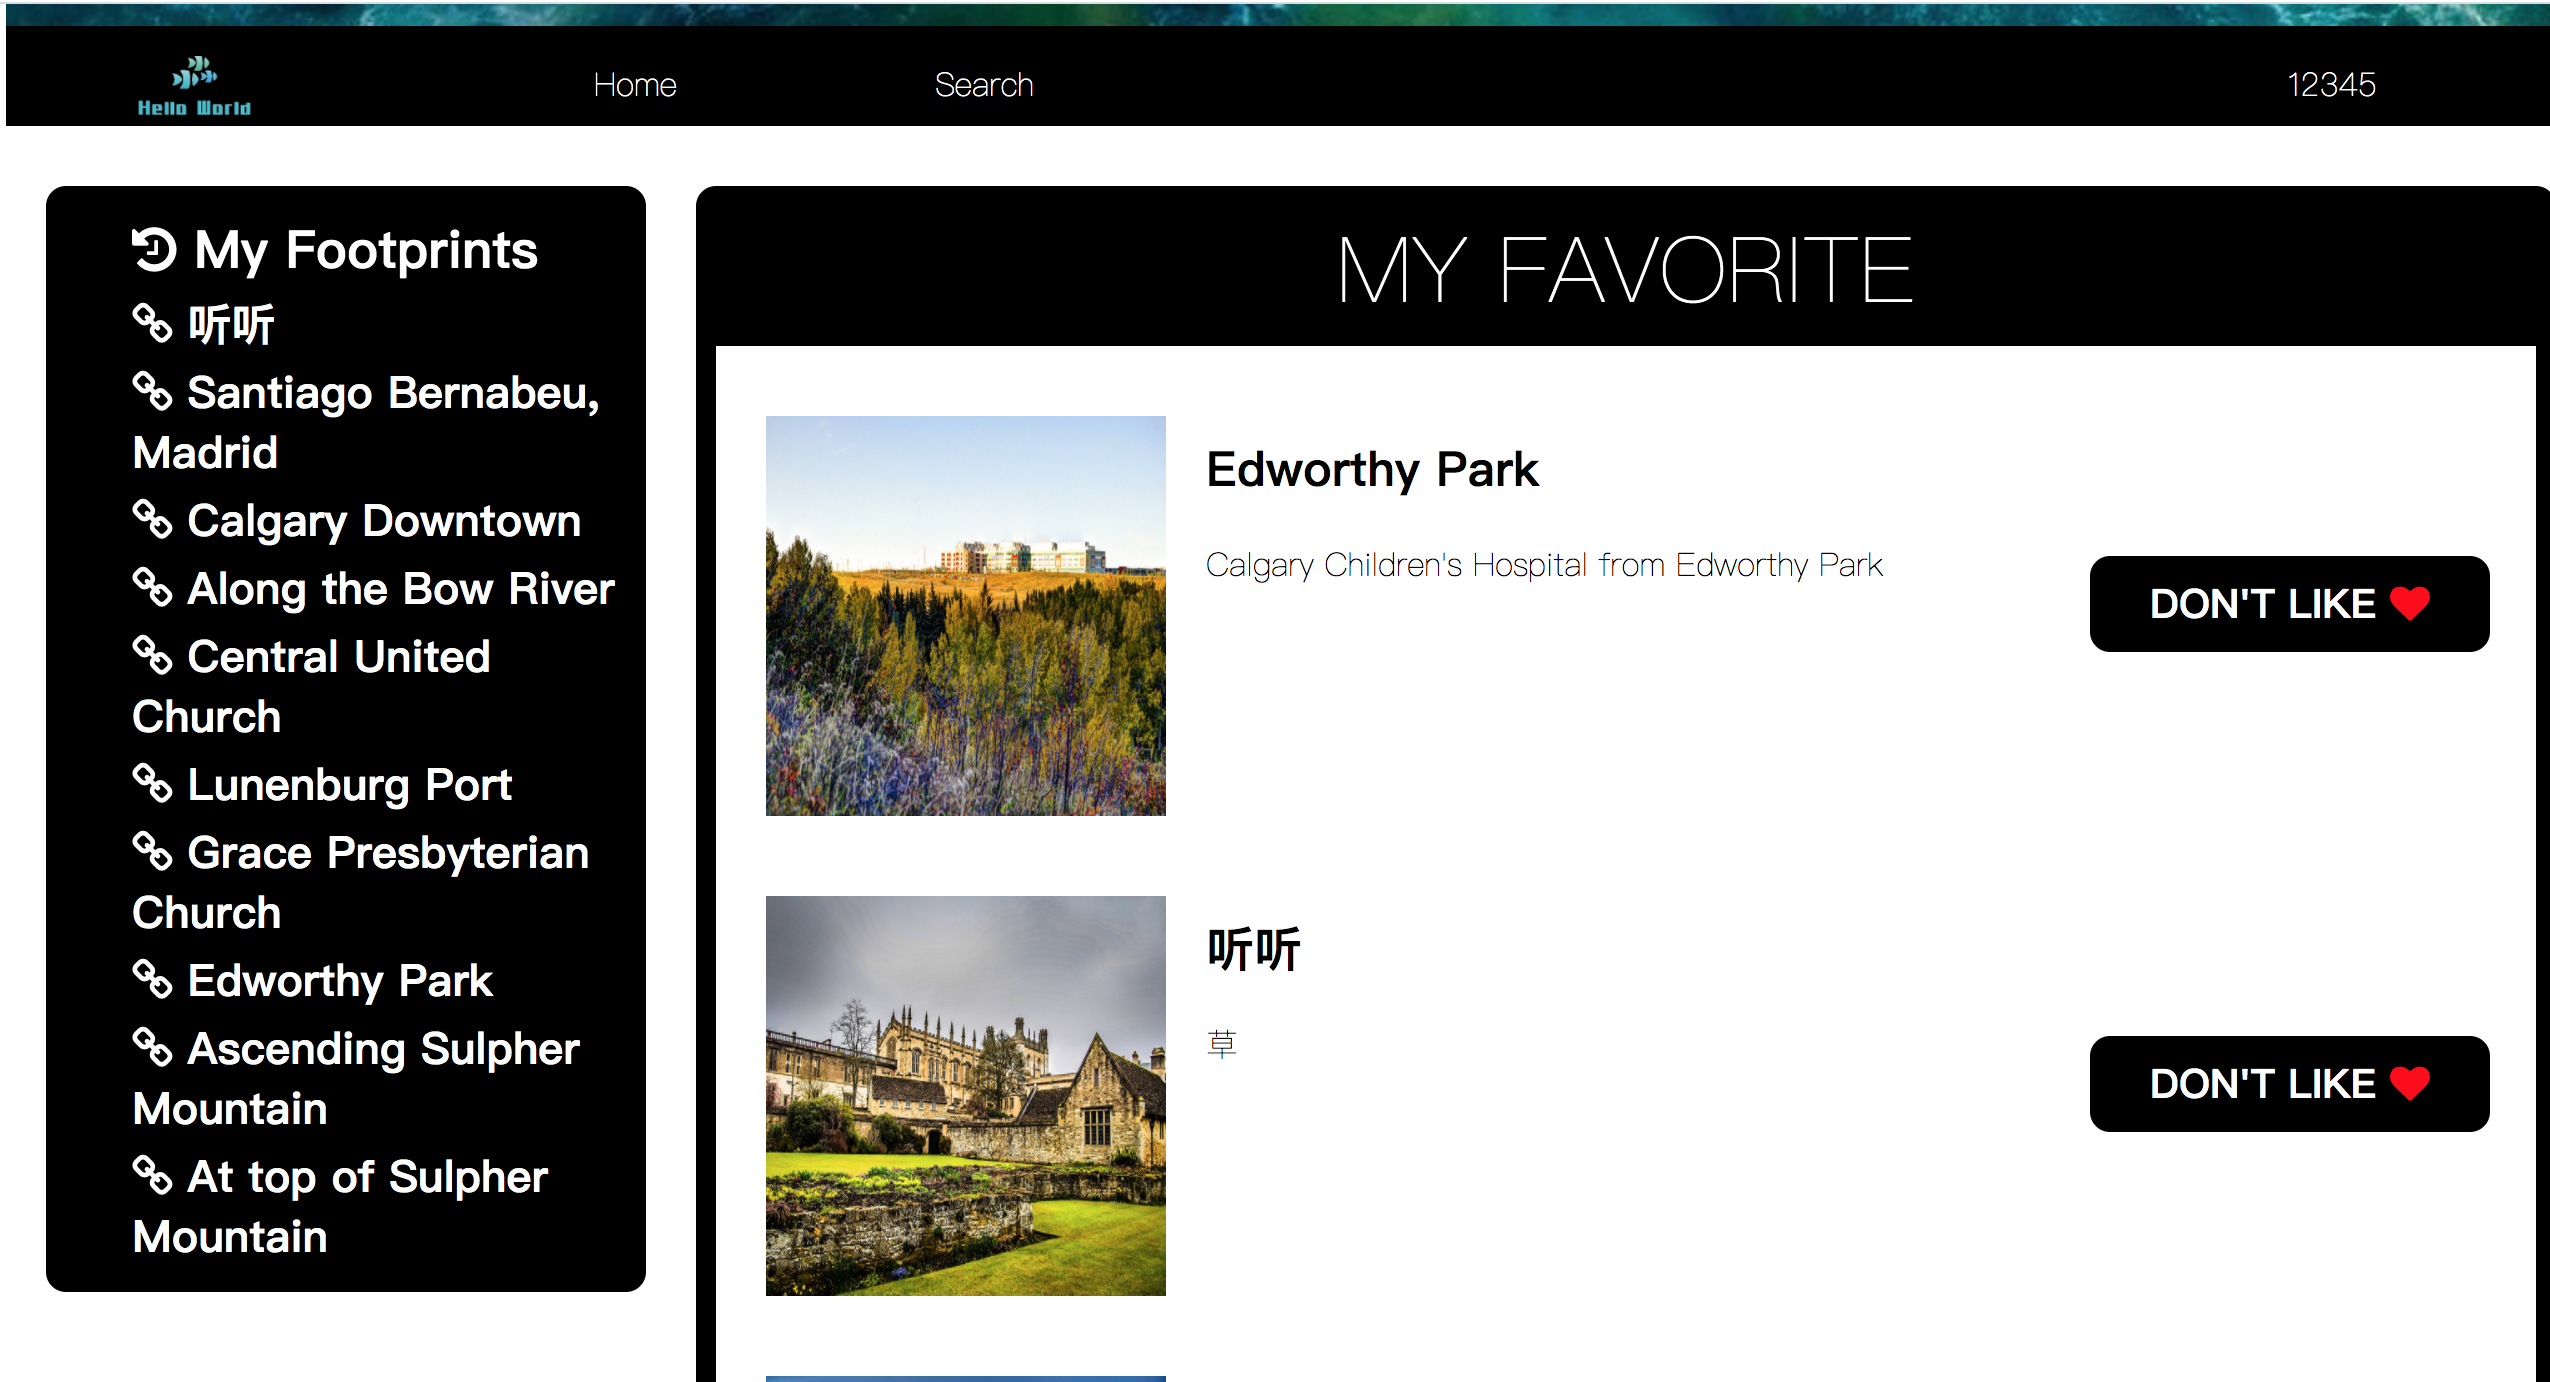 Hello World
Home
Search
12345
My Footprints
听听
Santiago Bernabeu,
Madrid
Calgary Downtown
Along the Bow River
Central United
Church
Lunenburg Port
Grace Presbyterian
Church
Edworthy Park
Ascending Sulpher
Mountain
At top of Sulpher
Mountain
MY FAVORITE
Edworthy Park
Calgary Children's Hospital from Edworthy Park
DON'T LIKE
听听
草
DON'T LIKE